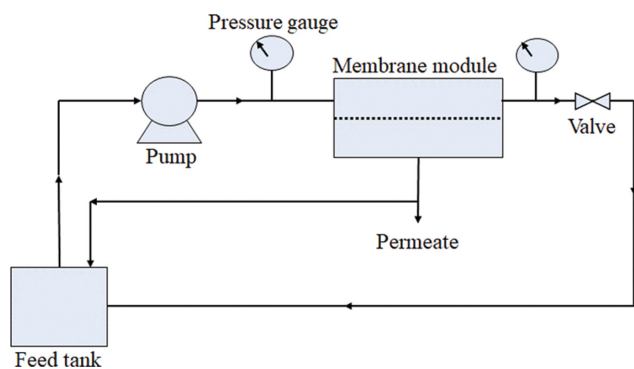 Pressure gauge
Membrane module
Pump
Valve
Permeate
Feed tank